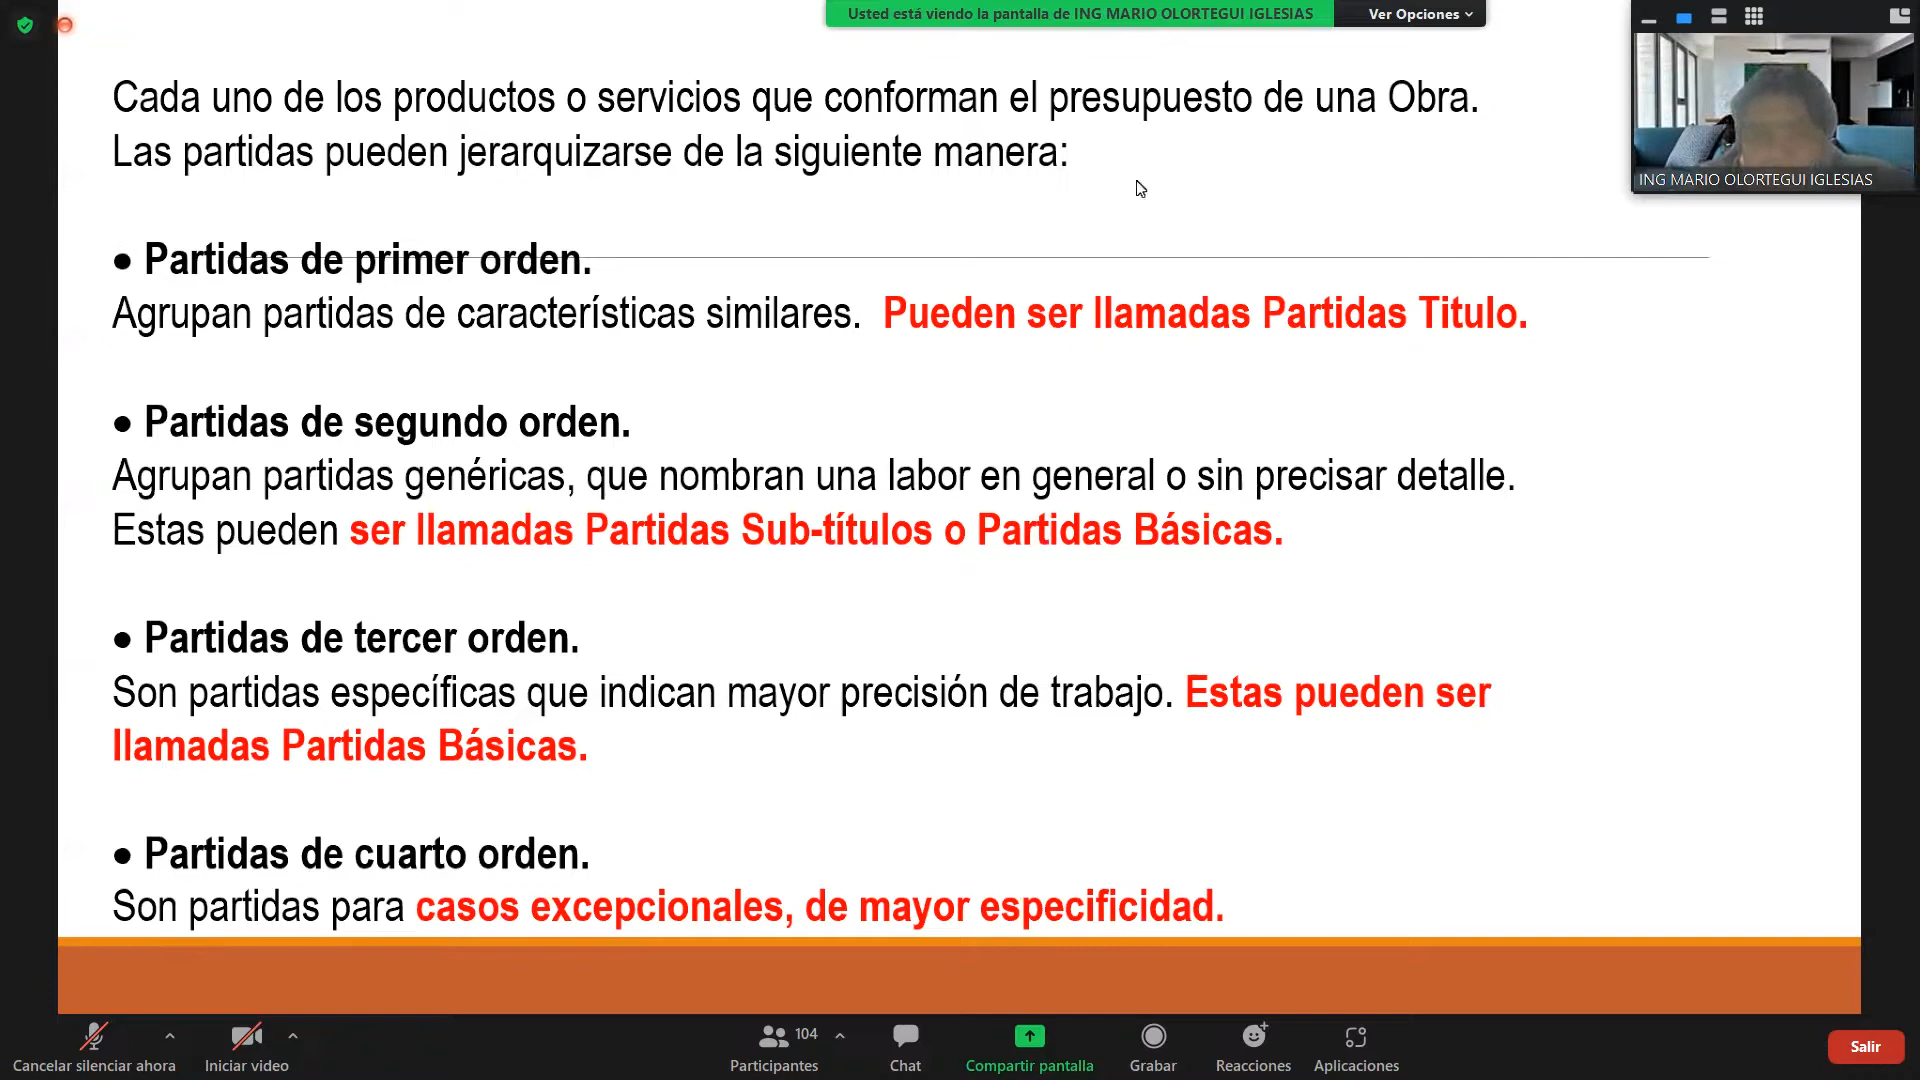 Usted está viendo la pantalla de ING MARIO OLORTEGUI IGLESIAS
Ver Opciones
ING MARIO OLORTEGUI IGLESIAS
Cada uno de los productos o servicios que conforman el presupuesto de una Obra.
Las partidas pueden jerarquizarse de la siguiente manera:
• Partidas de primer orden.
Agrupan partidas de características similares. Pueden ser llamadas Partidas Titulo.
• Partidas de segundo orden.
Agrupan partidas genéricas, que nombran una labor en general o sin precisar detalle.
Estas pueden ser llamadas Partidas Sub-títulos o Partidas Básicas.
• Partidas de tercer orden.
Son partidas específicas que indican mayor precisión de trabajo. Estas pueden ser
llamadas Partidas Básicas.
• Partidas de cuarto orden.
Son partidas para casos excepcionales, de mayor especificidad.
Cancelar silenciar ahora
Iniciar video
104
Participantes
Chat
Compartir pantalla
Grabar
Reacciones
Aplicaciones
Salir